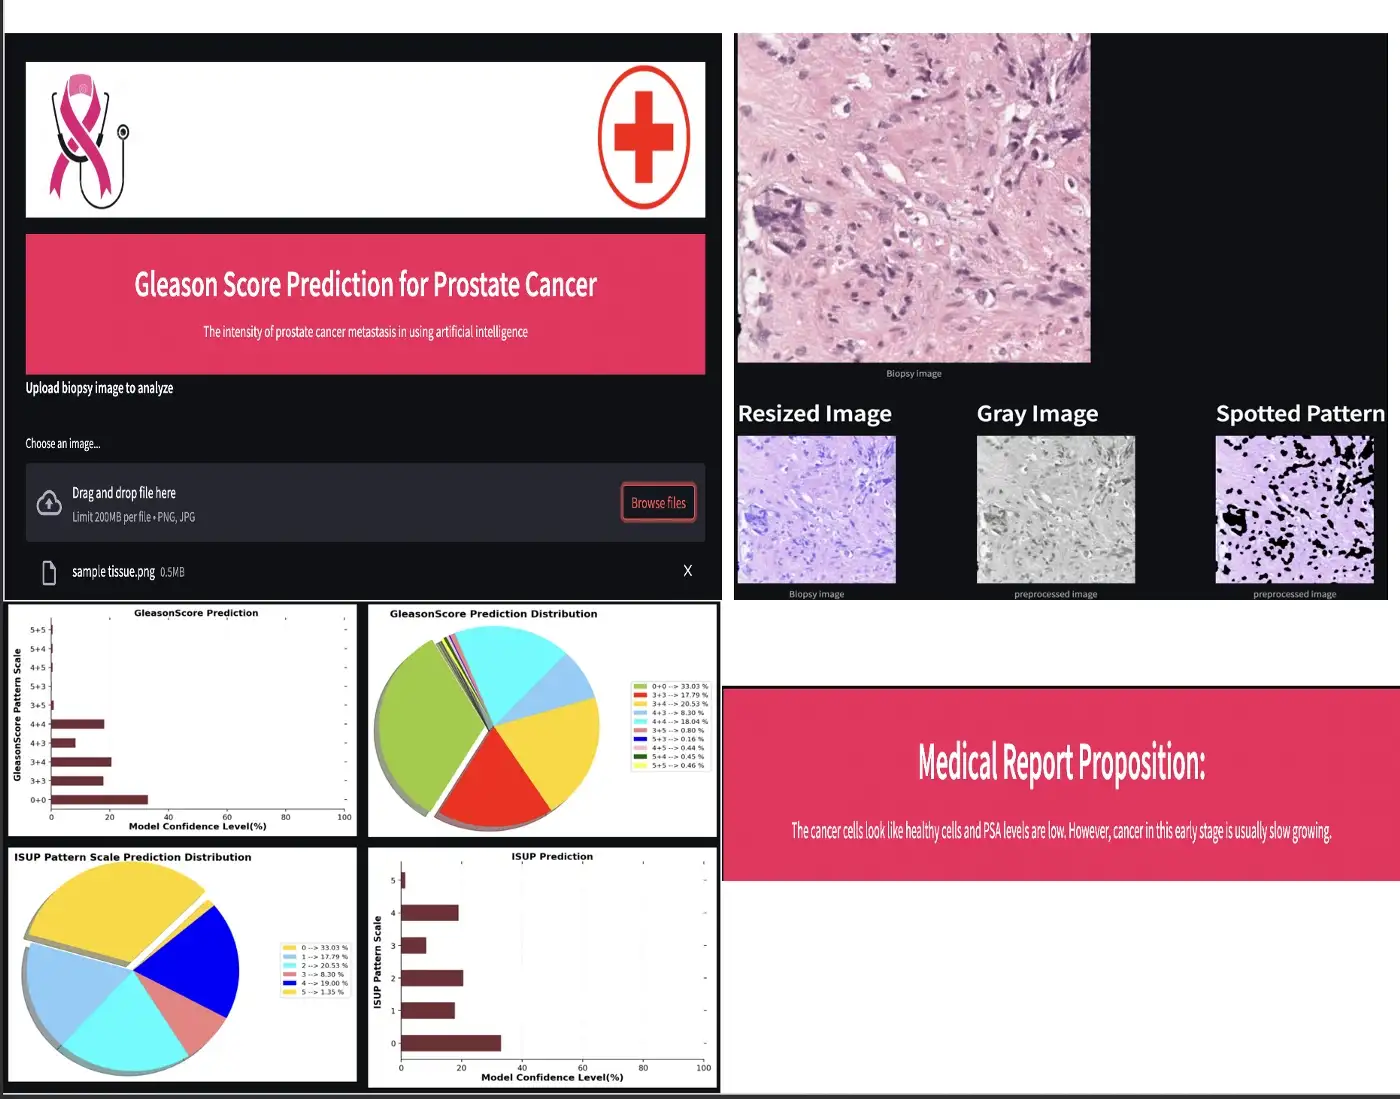 Gleason Score Prediction for Prostate Cancer
The intensity of prostate cancer metastasis in using artificial intelligence
Upload biopsy image to analyze
Choose an image...
Drag and drop file here
Limit 200MB per file • PNG, JPG
Browse files
sample tissue.png 0.5MB
X
Biopsy image
Resized Image
Gray Image
Spotted Pattern
Biopsy image
preprocessed image
preprocessed image
GleasonScore Prediction
GleasonScore Pattern Scale
5+5
5+4
4+5
5+3
3+5
4+4
4+3
3+4
3+3
0+0
0 20 40 60 80 100
Model Confidence Level(%)
GleasonScore Prediction Distribution
0+0 --> 33.03 %
3+3 --> 17.79 %
3+4 --> 20.53 %
4+3 --> 8.30 %
4+4 --> 18.04 %
3+5 --> 0.80 %
5+3 --> 0.16 %
4+5 --> 0.44 %
5+4 --> 0.45 %
5+5 --> 0.46 %
ISUP Pattern Scale Prediction Distribution
0 --> 33.03 %
1 --> 17.79 %
2 --> 20.53 %
3 --> 8.30 %
4 --> 19.00 %
5 --> 1.35 %
ISUP Prediction
ISUP Pattern Scale
5
4
3
2
1
0
0 20 40 60 80 100
Model Confidence Level(%)
Medical Report Proposition:
The cancer cells look like healthy cells and PSA levels are low. However, cancer in this early stage is usually slow growing.